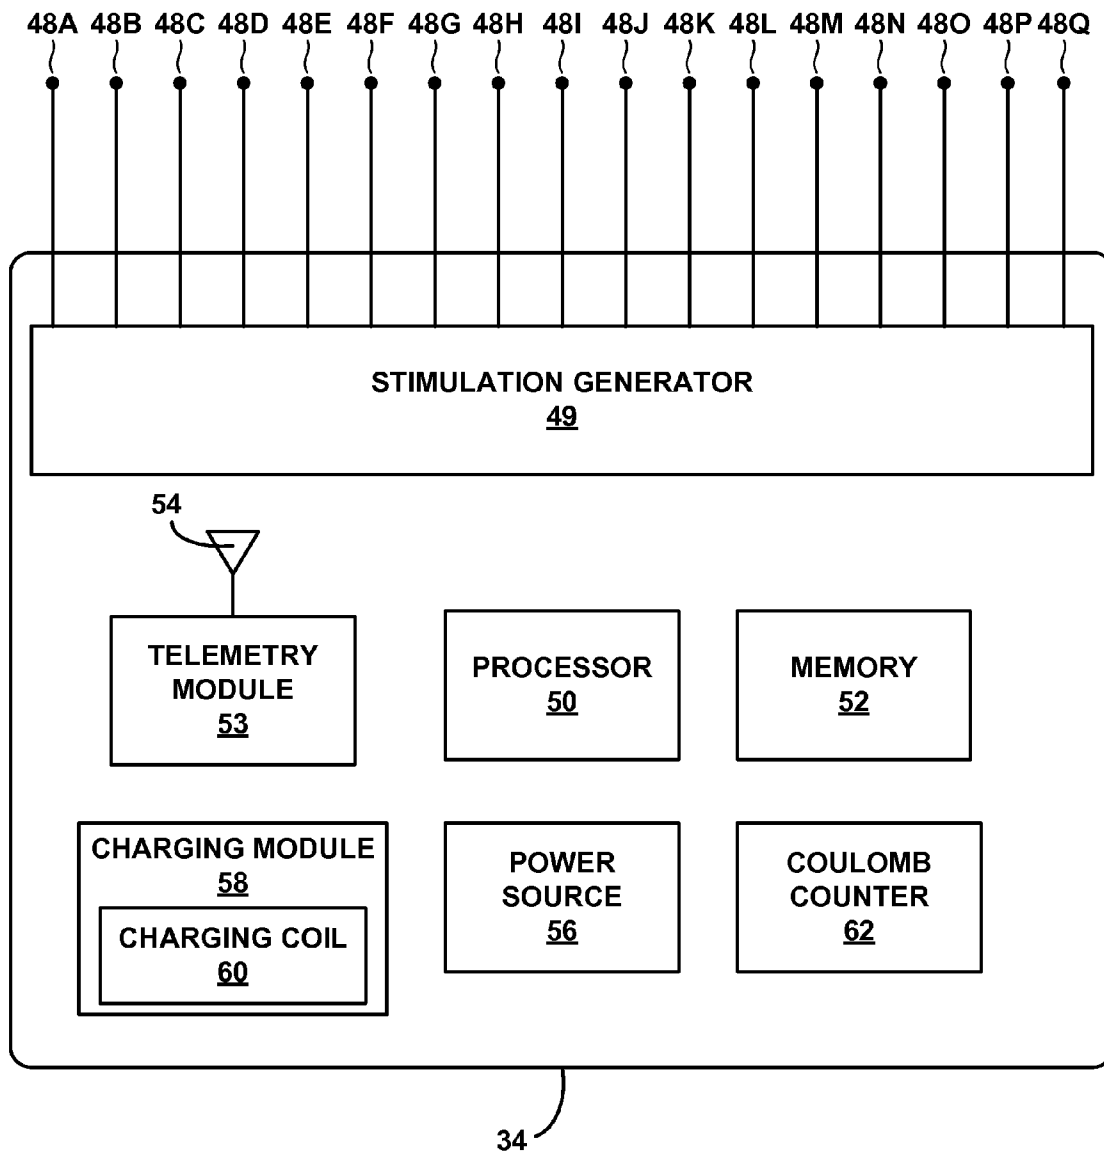 48A 48B 48C 48D 48E 48F 48G 48H 48I 48J 48K 48L 48M 48N 48O 48P 48Q
STIMULATION GENERATOR
49
54
TELEMETRY
MODULE
53
PROCESSOR
50
MEMORY
52
CHARGING MODULE
58
CHARGING COIL
60
POWER
SOURCE
56
COULOMB
COUNTER
62
34